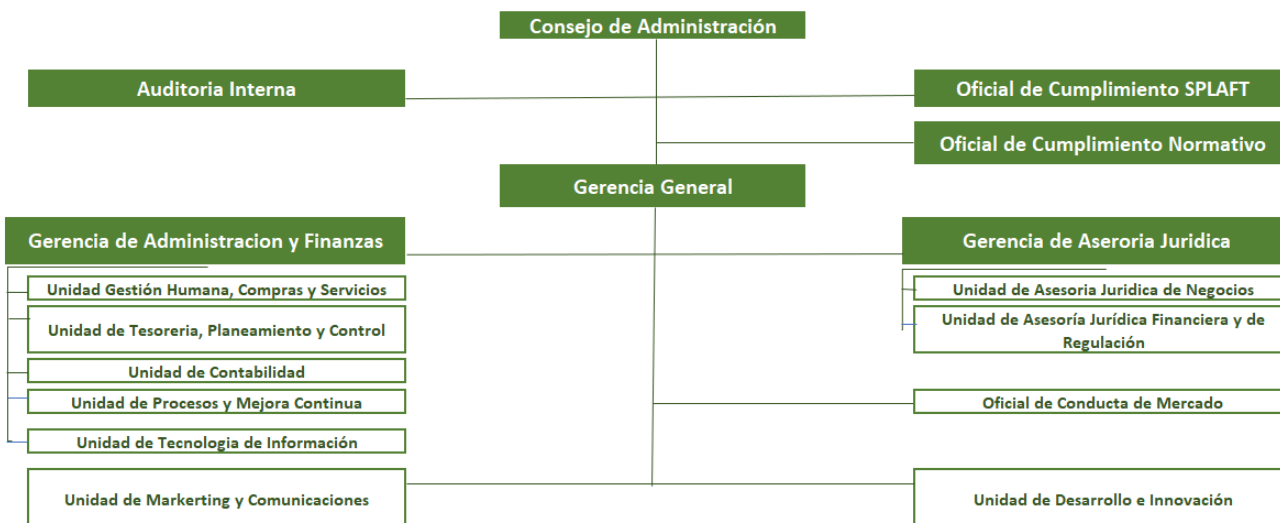 Consejo de Administración
Auditoria Interna
Oficial de Cumplimiento SPLAFT
Oficial de Cumplimiento Normativo
Gerencia General
Gerencia de Administracion y Finanzas
Gerencia de Aseroria Juridica
Unidad Gestión Humana, Compras y Servicios
Unidad de Asesoria Juridica de Negocios
Unidad de Tesoreria, Planeamiento y Control
Unidad de Asesoría Jurídica Financiera y de
Regulación
Unidad de Contabilidad
Unidad de Procesos y Mejora Continua
Oficial de Conducta de Mercado
Unidad de Tecnologia de Información
Unidad de Markerting y Comunicaciones
Unidad de Desarrollo e Innovación